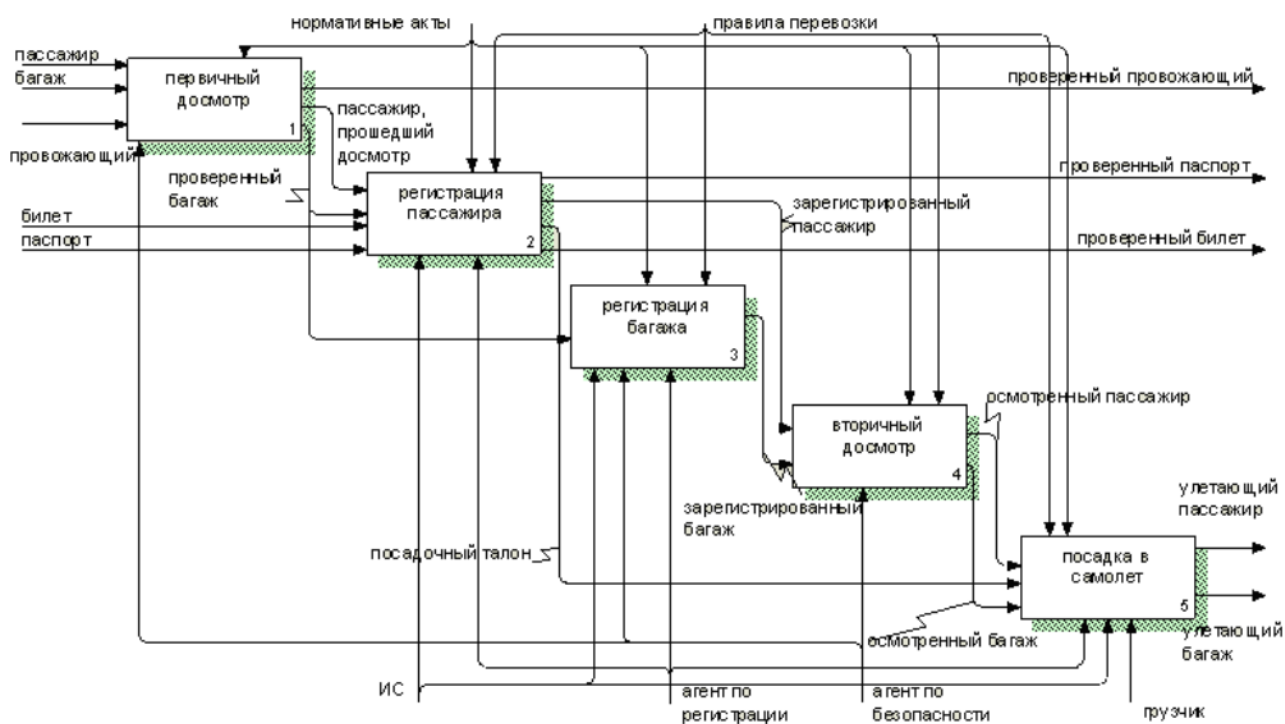 нормативные акты
правила перевозки
пассажир
багаж
первичный
досмотр
1
проверенный провожающий
пассажир,
прошедший
досмотр
провожающий
проверенный
багаж
проверенный паспорт
регистрация
пассажира
2
зарегистрированный
пассажир
билет
паспорт
проверенный билет
регистрация
багажа
3
осмотренный пассажир
вторичный
досмотр
4
зарегистрированный
багаж
улетающий
пассажир
посадочный талон
посадка в
самолет
5
осмотренный багаж
улетающий
багаж
ИС
агент по
регистрации
агент по
безопасности
грузчик